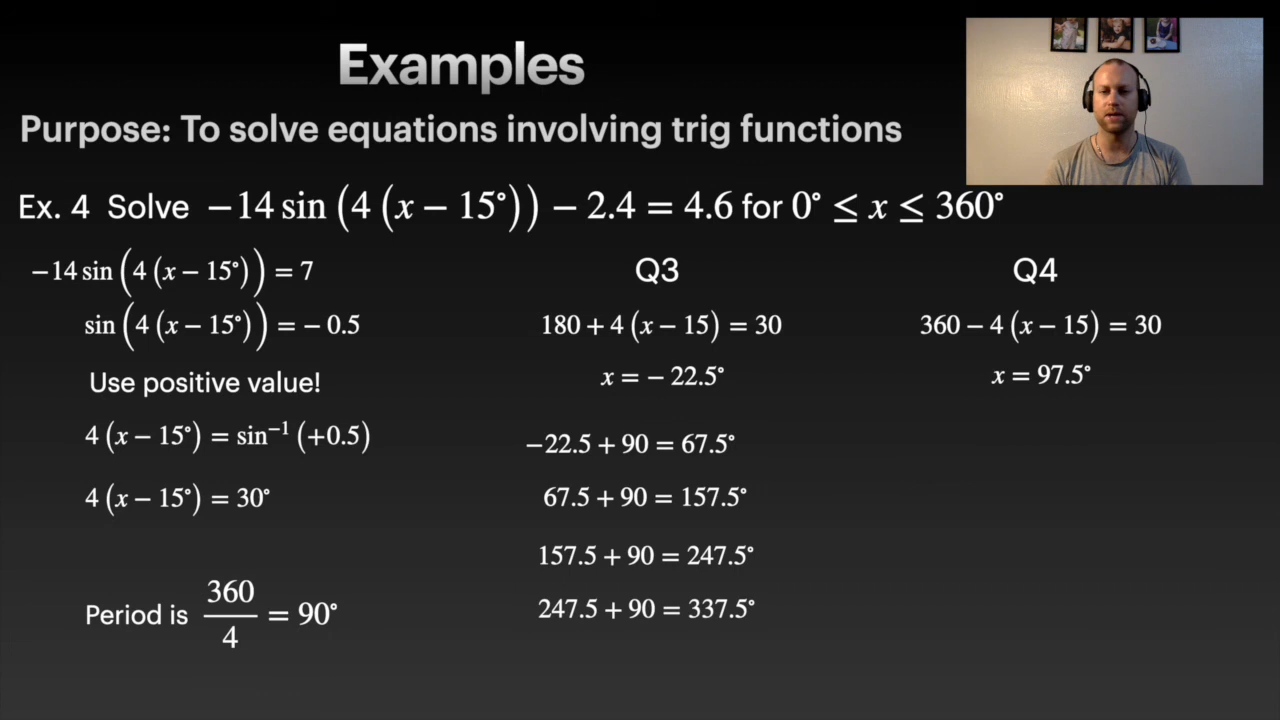 Examples
Purpose: To solve equations involving trig functions
Ex. 4 Solve −14 sin (4 (x − 15°)) − 2.4 = 4.6 for 0° ≤ x ≤ 360°
−14 sin (4 (x − 15°)) = 7
sin (4 (x − 15°)) = − 0.5
Use positive value!
4 (x − 15°) = sin⁻¹ (+0.5)
4 (x − 15°) = 30°
Period is 360/4 = 90°
Q3
180 + 4 (x − 15) = 30
x = − 22.5°
−22.5 + 90 = 67.5°
67.5 + 90 = 157.5°
157.5 + 90 = 247.5°
247.5 + 90 = 337.5°
Q4
360 − 4 (x − 15) = 30
x = 97.5°